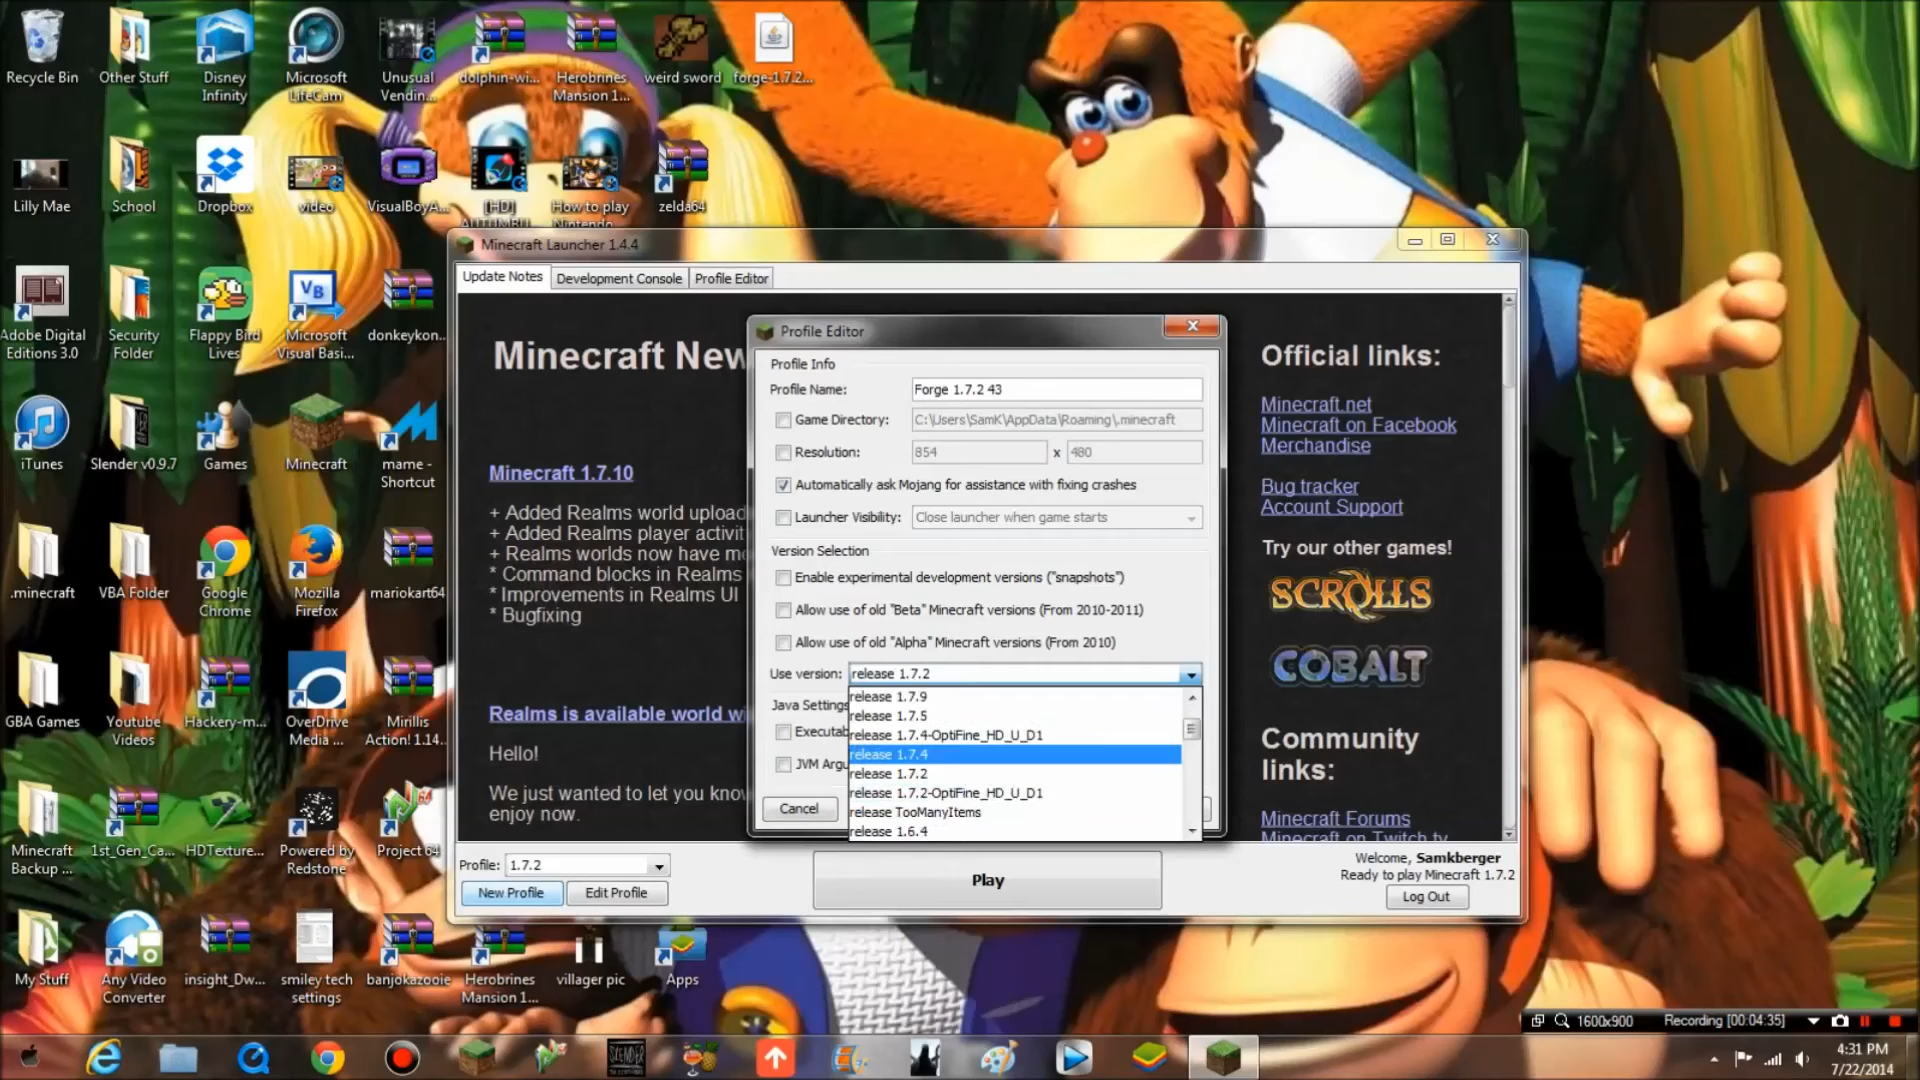 Recycle Bin
Other Stuff
Disney
Infinity
Microsoft
LifeCam
Unusual
Vendin...
dolphin-wi...
Herobrines
Mansion 1...
weird sword
forge-1.7.2...
Lilly Mae
School
Dropbox
video
VisualBoyA...
[HD]
How to play
Nintendo
zelda64
Adobe Digital
Editions 3.0
Security
Folder
Flappy Bird
Lives
VB
Microsoft
Visual Basi...
donkeykon...
iTunes
Slender v0.9.7
Games
Minecraft
mame -
Shortcut
.minecraft
VBA Folder
Google
Chrome
Mozilla
Firefox
mariokart64
GBA Games
Youtube
Videos
Hackery-m...
OverDrive
Media ...
Mirillis
Action! 1.14...
Minecraft
Backup ...
1st_Gen_Ca...
HDTexture...
Powered by
Redstone
64
Project 64
My Stuff
Any Video
Converter
insight_Dw...
smiley tech
settings
banjokazooie
Herobrines
Mansion 1...
villager pic
Apps
Minecraft Launcher 1.4.4
Update Notes
Development Console
Profile Editor
Minecraft New
Minecraft 1.7.10
+ Added Realms world upload
+ Added Realms player activit
+ Realms worlds now have mo
* Command blocks in Realms
* Improvements in Realms UI
* Bugfixing
Realms is available world wi
Hello!
We just wanted to let you know
enjoy now.
Profile Editor
Profile Info
Profile Name: Forge 1.7.2 43
Game Directory: C:\Users\SamK\AppData\Roaming\.minecraft
Resolution: 854 x 480
Automatically ask Mojang for assistance with fixing crashes
Launcher Visibility: Close launcher when game starts
Version Selection
Enable experimental development versions ("snapshots")
Allow use of old "Beta" Minecraft versions (From 2010-2011)
Allow use of old "Alpha" Minecraft versions (From 2010)
Use version: release 1.7.2
release 1.7.9
release 1.7.5
release 1.7.4-OptiFine_HD_U_D1
release 1.7.4
release 1.7.2
release 1.7.2-OptiFine_HD_U_D1
release TooManyItems
release 1.6.4
Java Settings
Executab
JVM Argu
Cancel
Official links:
Minecraft.net
Minecraft on Facebook
Merchandise
Bug tracker
Account Support
Try our other games!
SCROLLS
COBALT
Community
links:
Minecraft Forums
Minecraft on Twitch.tv
Profile: 1.7.2
New Profile
Edit Profile
Play
Welcome, Samkberger
Ready to play Minecraft 1.7.2
Log Out
1600x900
Recording [00:04:35]
SLENDER
4:31 PM
7/22/2014